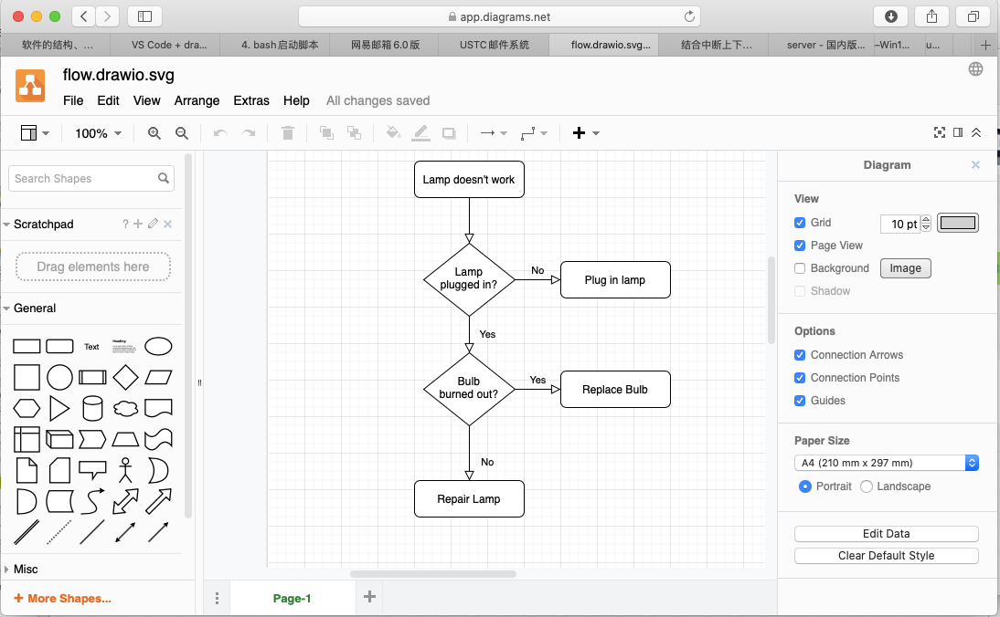 app.diagrams.net
软件的结构、...
VS Code + dra...
4. bash启动脚本
网易邮箱6.0版
USTC邮件系统
flow.drawio.svg...
结合中断上下...
server - 国内版...
–Win1...
u...
flow.drawio.svg
File Edit View Arrange Extras Help All changes saved
100%
Search Shapes
Scratchpad
?
Drag elements here
General
Text
Heading
Misc
+ More Shapes...
Lamp doesn't work
Lamp
plugged in?
No
Plug in lamp
Yes
Bulb
burned out?
Yes
Replace Bulb
No
Repair Lamp
Page-1
Diagram
View
Grid
10 pt
Page View
Background
Image
Shadow
Options
Connection Arrows
Connection Points
Guides
Paper Size
A4 (210 mm x 297 mm)
Portrait Landscape
Edit Data
Clear Default Style